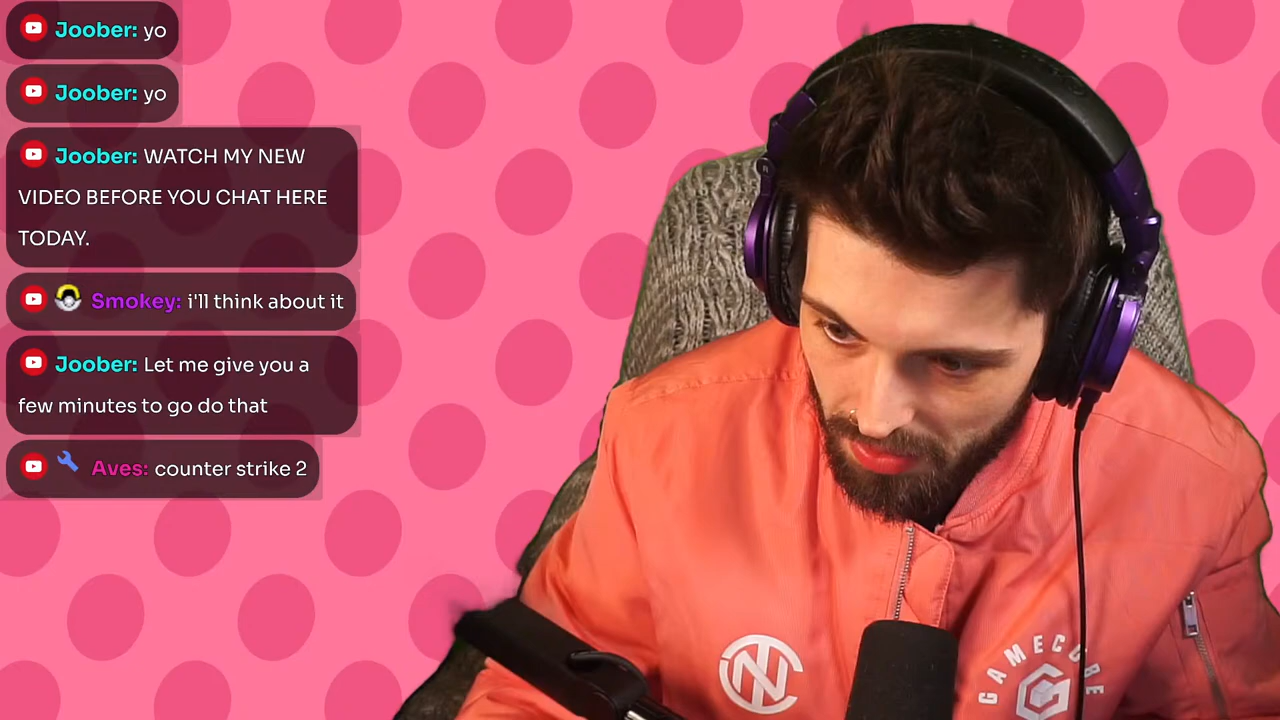 Joober: yo
Joober: yo
Joober: WATCH MY NEW
VIDEO BEFORE YOU CHAT HERE
TODAY.
Smokey: i'll think about it
Joober: Let me give you a
few minutes to go do that
Aves: counter strike 2
GAMECORE